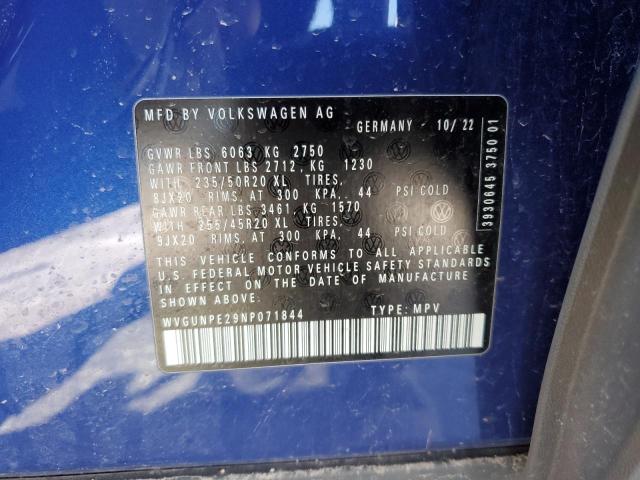 MFD BY VOLKSWAGEN AG
GERMANY - 10/ 22
GVWR LBS 6063 KG 2750
GAWR FRONT LBS 2712, KG 1230
WITH 235/50R20 XL TIRES,
8JX20 RIMS, AT 300 KPA, 44 PSI COLD
GAWR REAR LBS 3461 KG 1570
WITH 255/45R20 XL TIRES,
9JX20 RIMS, AT 300 KPA, 44 PSI COLD
THIS VEHICLE CONFORMS TO ALL APPLICABLE
U.S. FEDERAL MOTOR VEHICLE SAFETY STANDARDS
IN EFFECT ON THE DATE OF MANUFACTURE
SHOWN ABOVE
WVGUNPE29NP071844 TYPE: MPV
3930645 3750 01